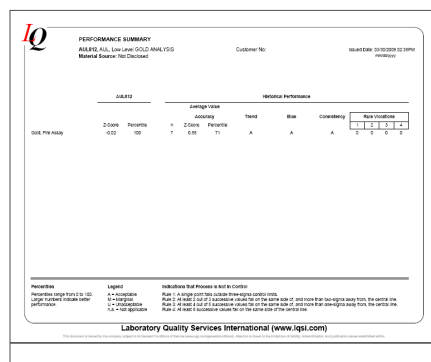 LQ
PERFORMANCE SUMMARY
AUL812, AUL, Low Level GOLD ANALYSIS Customer No: Issued Date: 03/30/2009 02:36PM
Material Source: Not Disclosed mm/dd/yyyy
AUL812 Historical Performance
Average Value
Accuracy Trend Bias Consistency Rule Violations
Z-Score Percentile n Z-Score Percentile 1 2 3 4
Gold, Fire Assay -0.02 100 7 0.55 71 A A A 0 0 0 0
Percentiles Legend Indications that Process is Not in Control
Percentiles range from 0 to 100. A = Acceptable Rule 1: A single point falls outside three-sigma control limits.
Larger numbers indicate better M = Marginal Rule 2: At least 2 out of 3 successive values fall on the same side of, and more than two-sigma away from, the central line.
performance U = Unacceptable Rule 3: At least 4 out of 5 successive values fall on the same side of, and more than one-sigma away from, the central line.
n.a. = Not applicable Rule 4: At least 8 successive values fall on the same side of the central line.
Laboratory Quality Services International (www.lqsi.com)